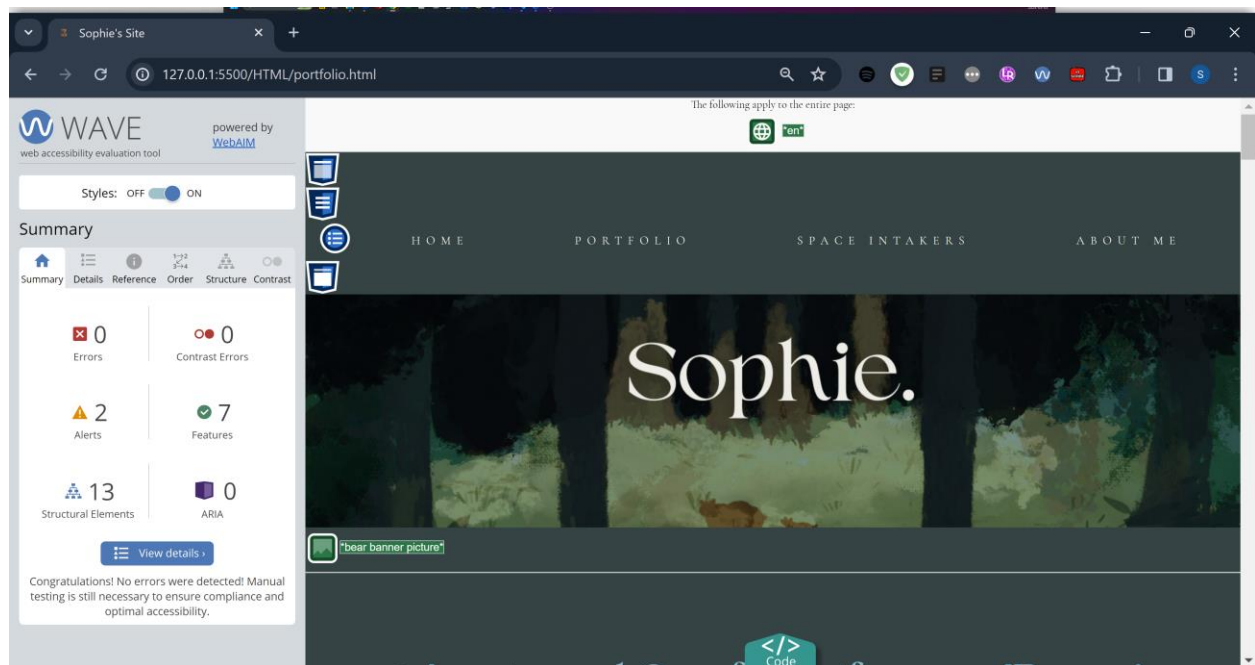 Sophie's Site
127.0.0.1:5500/HTML/portfolio.html
S
WAVE
web accessibility evaluation tool
powered by
WebAIM
Styles: OFF ON
Summary
Summary Details Reference Order Structure Contrast
0
Errors
0
Contrast Errors
2
Alerts
7
Features
13
Structural Elements
0
ARIA
View details ›
Congratulations! No errors were detected! Manual
testing is still necessary to ensure compliance and
optimal accessibility.
The following apply to the entire page:
*en*
HOME PORTFOLIO SPACE INTAKERS ABOUT ME
Sophie.
*bear banner picture*
</>
Code